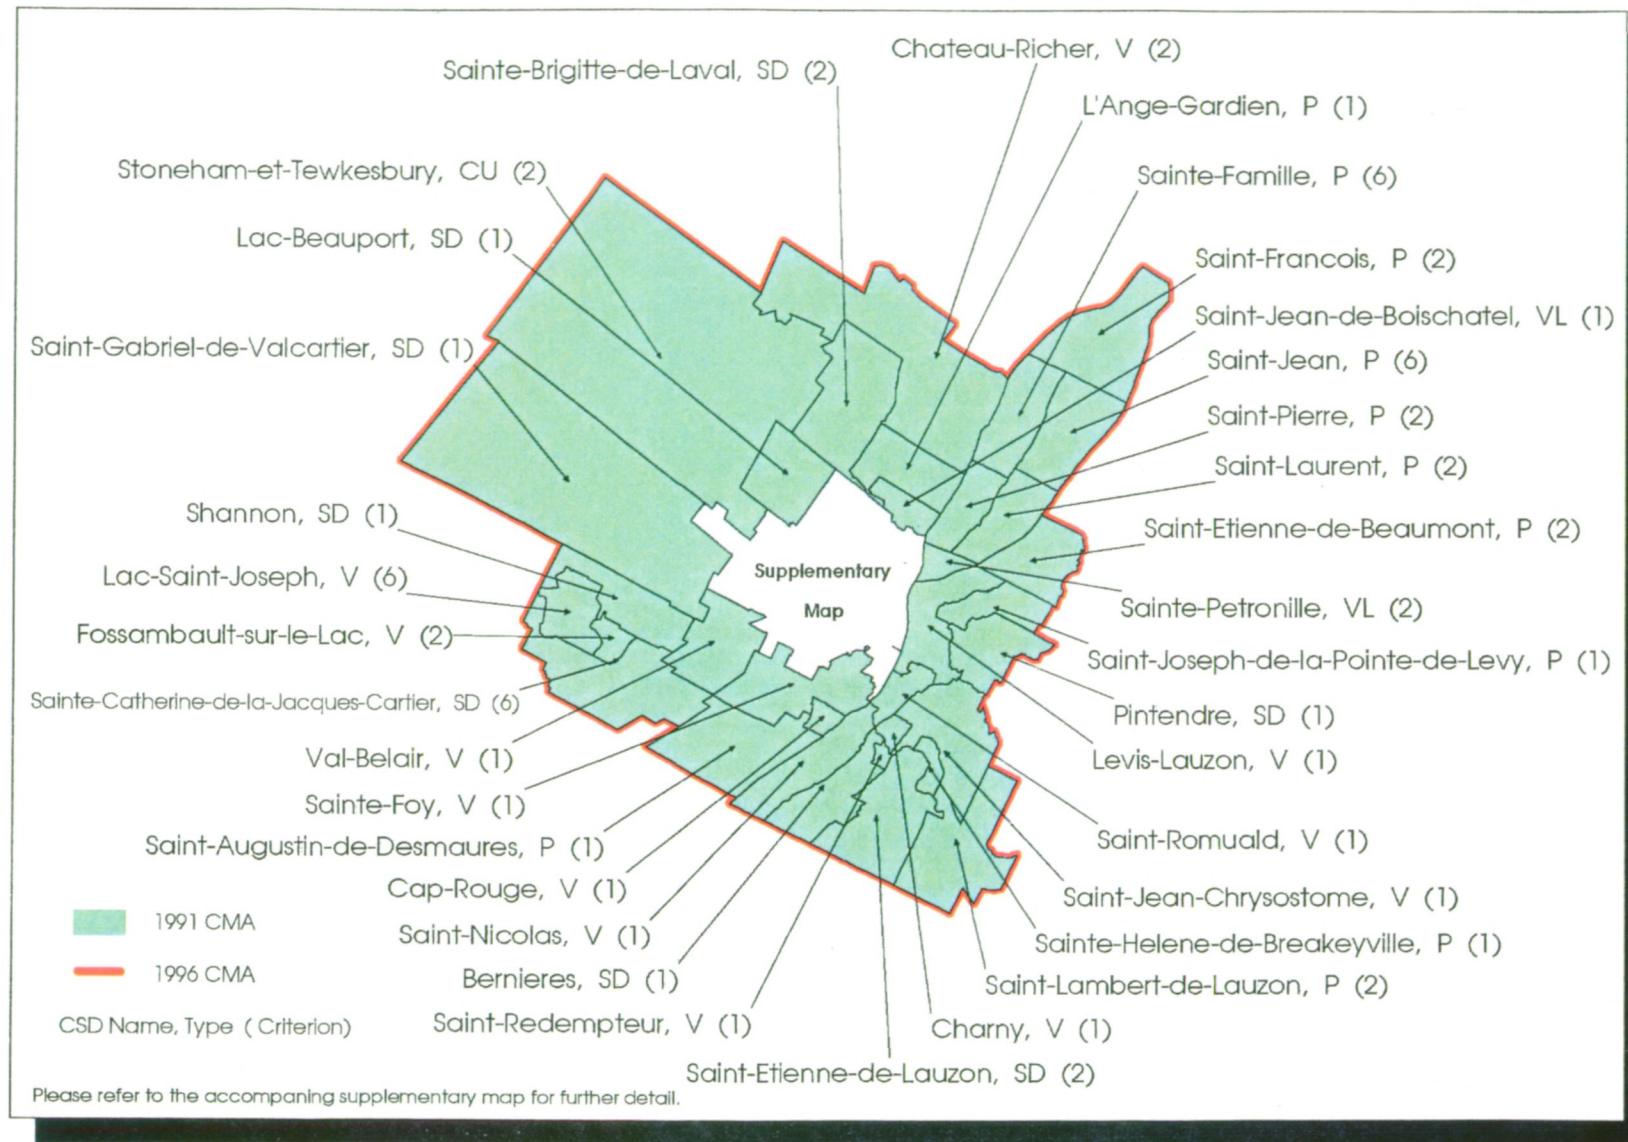 Chateau-Richer, V (2)
Sainte-Brigitte-de-Laval, SD (2)
L'Ange-Gardien, P (1)
Stoneham-et-Tewkesbury, CU (2)
Sainte-Famille, P (6)
Lac-Beauport, SD (1)
Saint-Francois, P (2)
Saint-Jean-de-Boischatel, VL (1)
Saint-Gabriel-de-Valcartier, SD (1)
Saint-Jean, P (6)
Saint-Pierre, P (2)
Saint-Laurent, P (2)
Shannon, SD (1)
Saint-Etienne-de-Beaumont, P (2)
Supplementary
Map
Lac-Saint-Joseph, V (6)
Sainte-Petronille, VL (2)
Fossambault-sur-le-Lac, V (2)
Saint-Joseph-de-la-Pointe-de-Levy, P (1)
Sainte-Catherine-de-la-Jacques-Cartier, SD (6)
Pintendre, SD (1)
Val-Belair, V (1)
Levis-Lauzon, V (1)
Sainte-Foy, V (1)
Saint-Augustin-de-Desmaures, P (1)
Saint-Romuald, V (1)
Cap-Rouge, V (1)
Saint-Jean-Chrysostome, V (1)
1991 CMA
Saint-Nicolas, V (1)
Sainte-Helene-de-Breakeyville, P (1)
1996 CMA
Bernieres, SD (1)
Saint-Lambert-de-Lauzon, P (2)
CSD Name, Type ( Criterion)
Saint-Redempteur, V (1)
Charny, V (1)
Saint-Etienne-de-Lauzon, SD (2)
Please refer to the accompaning supplementary map for further detail.